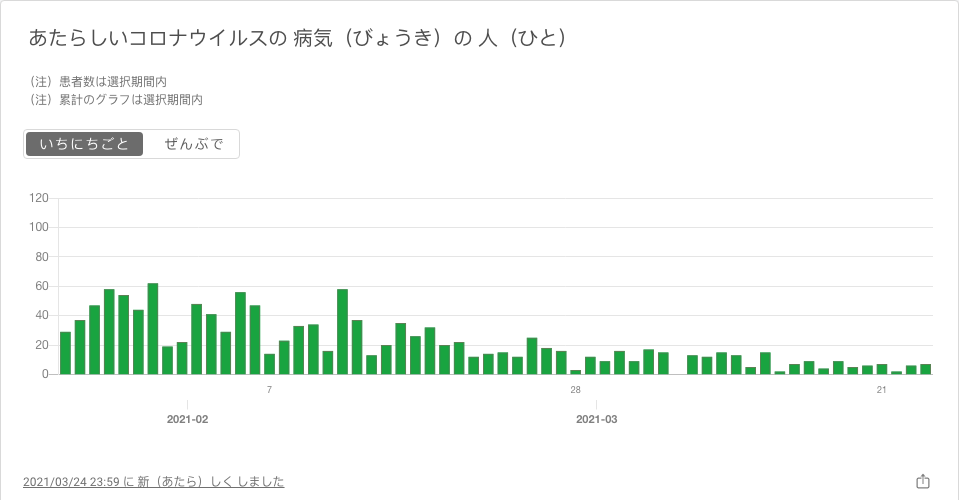 あたらしいコロナウイルスの 病気（びょうき）の 人（ひと）
（注）患者数は選択期間内
（注）累計のグラフは選択期間内
いちにちごと ぜんぶで
120
100
80
60
40
20
0
7 28 21
2021-02 2021-03
2021/03/24 23:59 に 新（あたら）しく しました